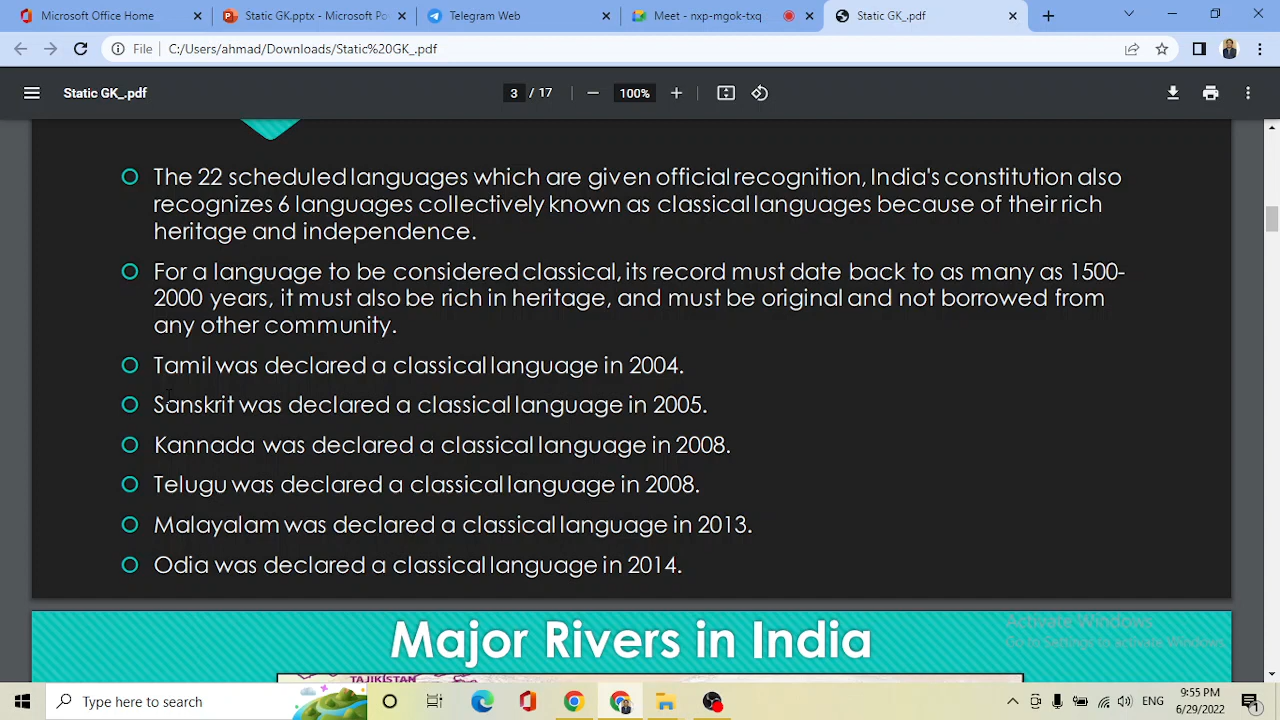 Microsoft Office Home
Static GK.pptx - Microsoft Po
Telegram Web
Meet - nxp-mgok-txq
Static GK_.pdf
File
C:/Users/ahmad/Downloads/Static%20GK_.pdf
Static GK_.pdf
3 / 17
100%
The 22 scheduled languages which are given official recognition, India's constitution also
recognizes 6 languages collectively known as classical languages because of their rich
heritage and independence.
For a language to be considered classical, its record must date back to as many as 1500-
2000 years, it must also be rich in heritage, and must be original and not borrowed from
any other community.
Tamil was declared a classical language in 2004.
Sanskrit was declared a classical language in 2005.
Kannada was declared a classical language in 2008.
Telugu was declared a classical language in 2008.
Malayalam was declared a classical language in 2013.
Odia was declared a classical language in 2014.
Major Rivers in India
Activate Windows
Go to Settings to activate Windows.
TAJIKISTAN
Type here to search
ENG
9:55 PM
6/29/2022